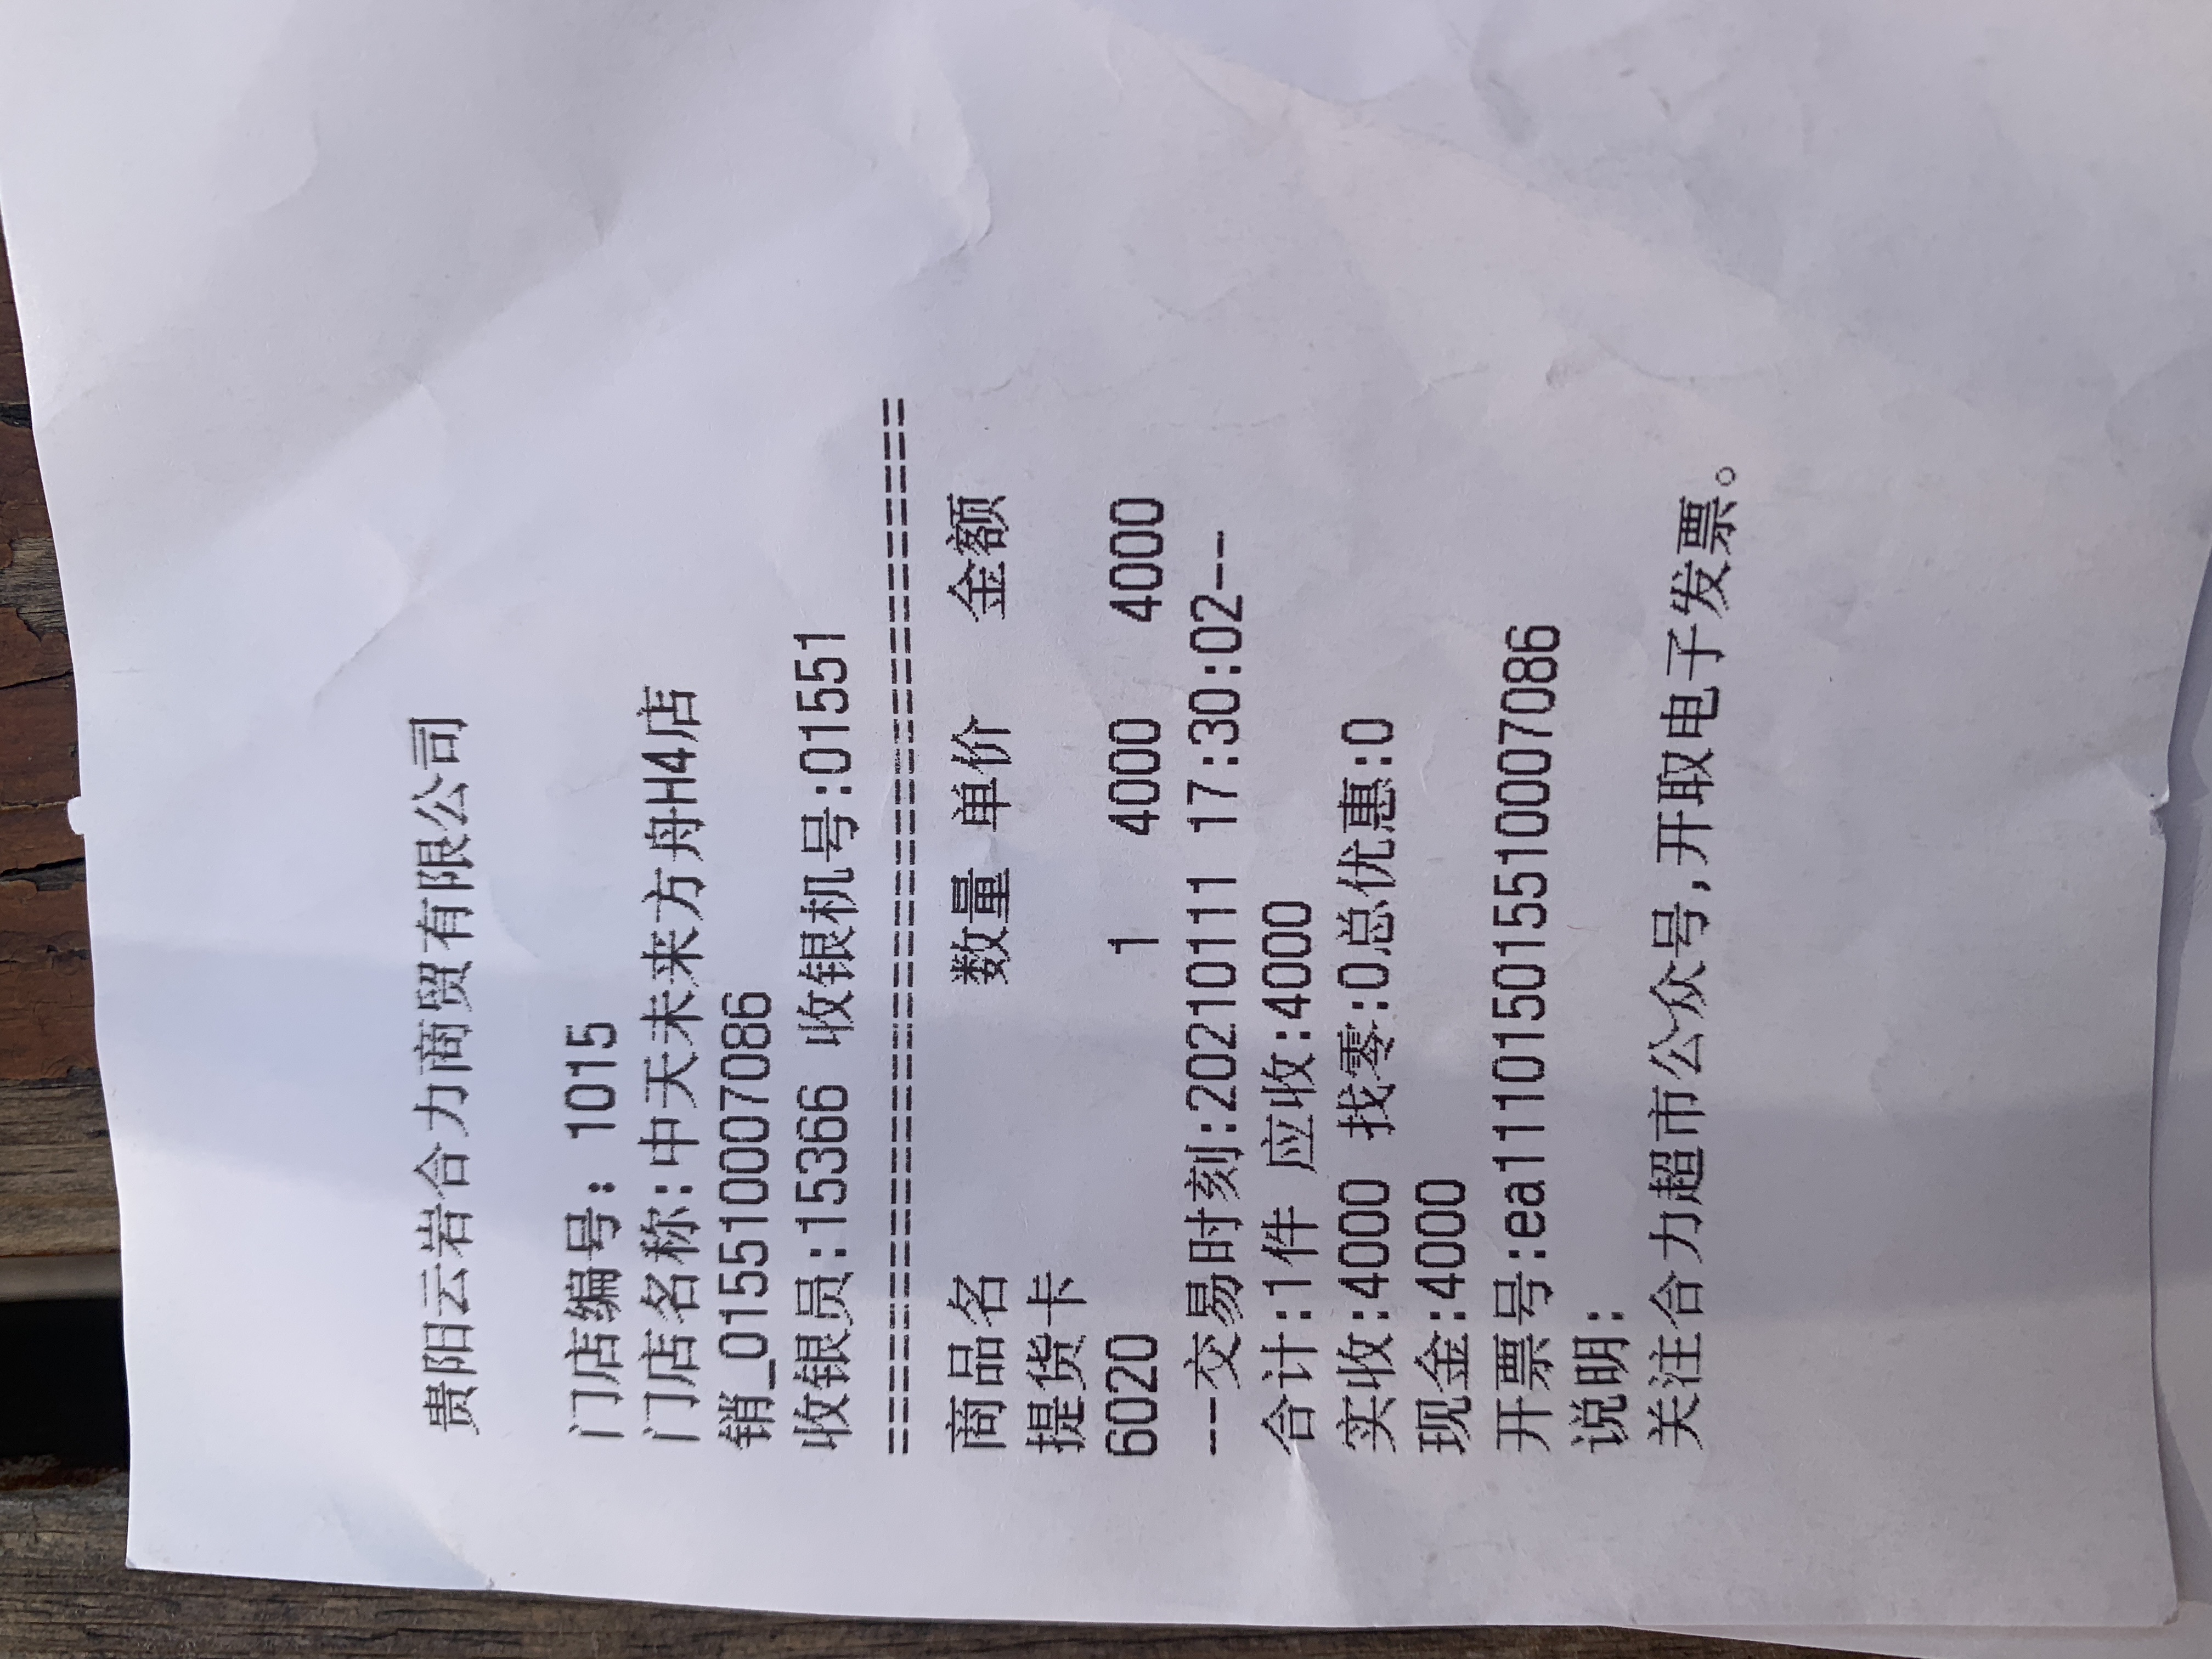 贵阳云岩合力商贸有限公司
门店编号: 1015
门店名称:中天未来方舟H4店
销_01551000​7086
收银员:15366 收银机号:01551
==========================================
商品名 数量 单价 金额
提货卡
6020 1 4000 4000
--交易时刻:20210111 17:30:02--
合计:1件 应收:4000
实收:4000 找零:0总优惠:0
现金:4000
开票号:ea11101501551000​7086
说明:
关注合力超市公众号,开取电子发票。